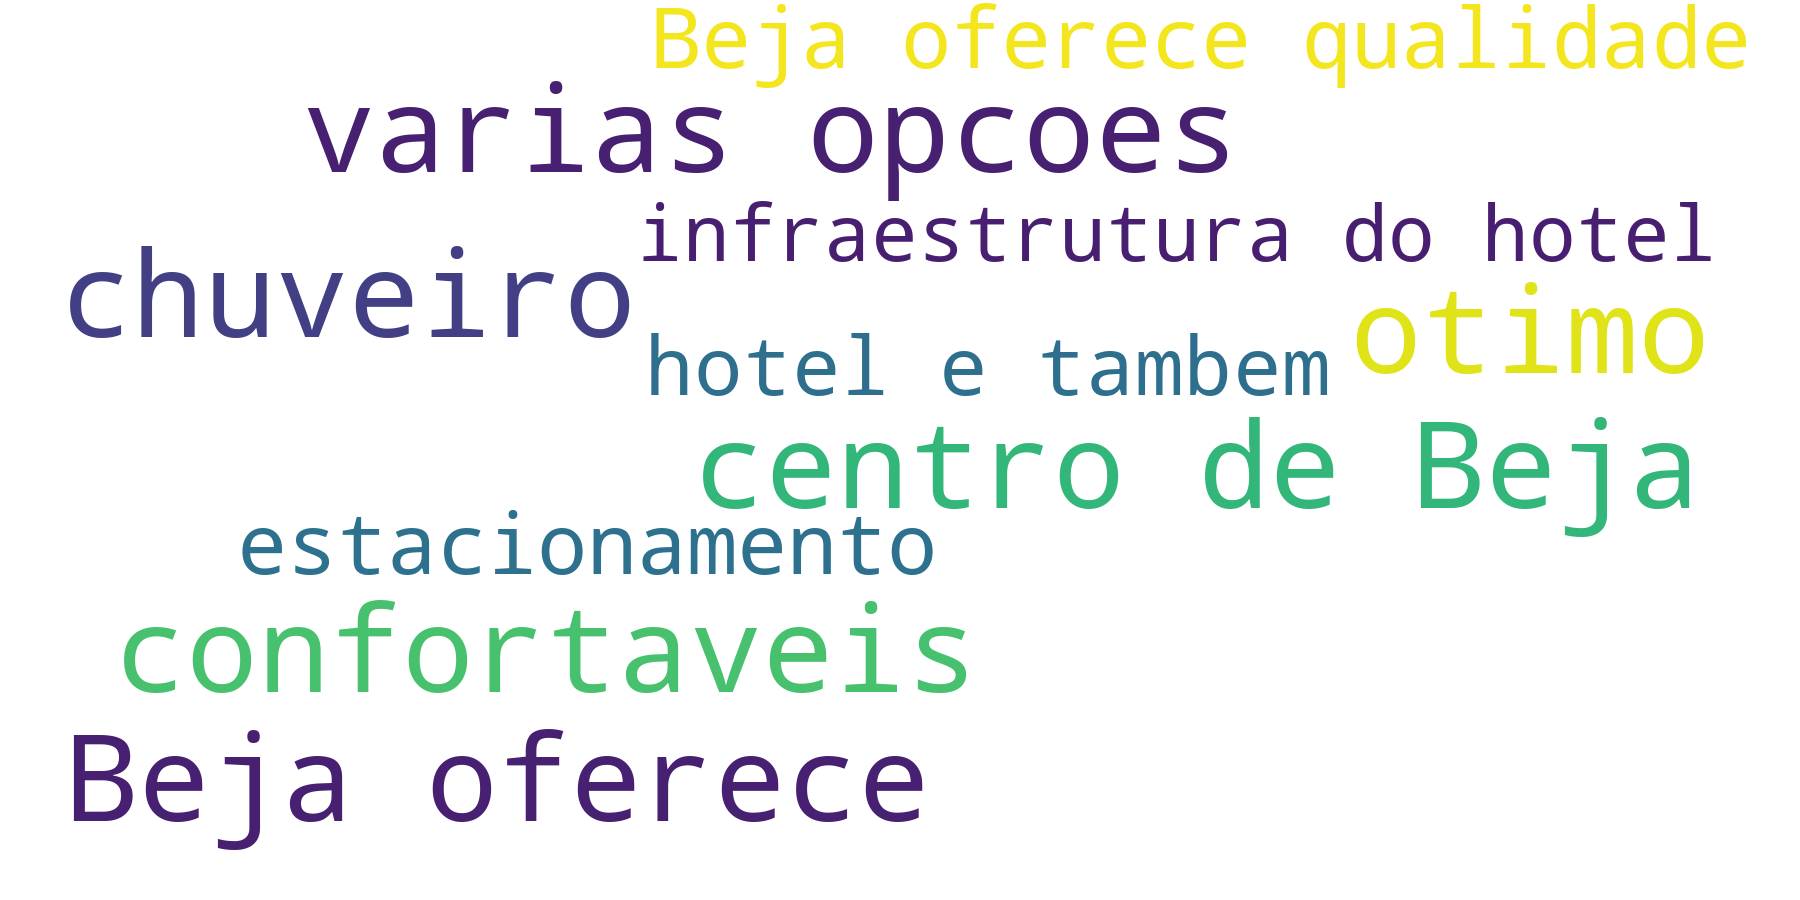 Beja oferece qualidade
varias opcoes
infraestrutura do hotel
chuveiro
otimo
hotel e tambem
centro de Beja
estacionamento
confortaveis
Beja oferece